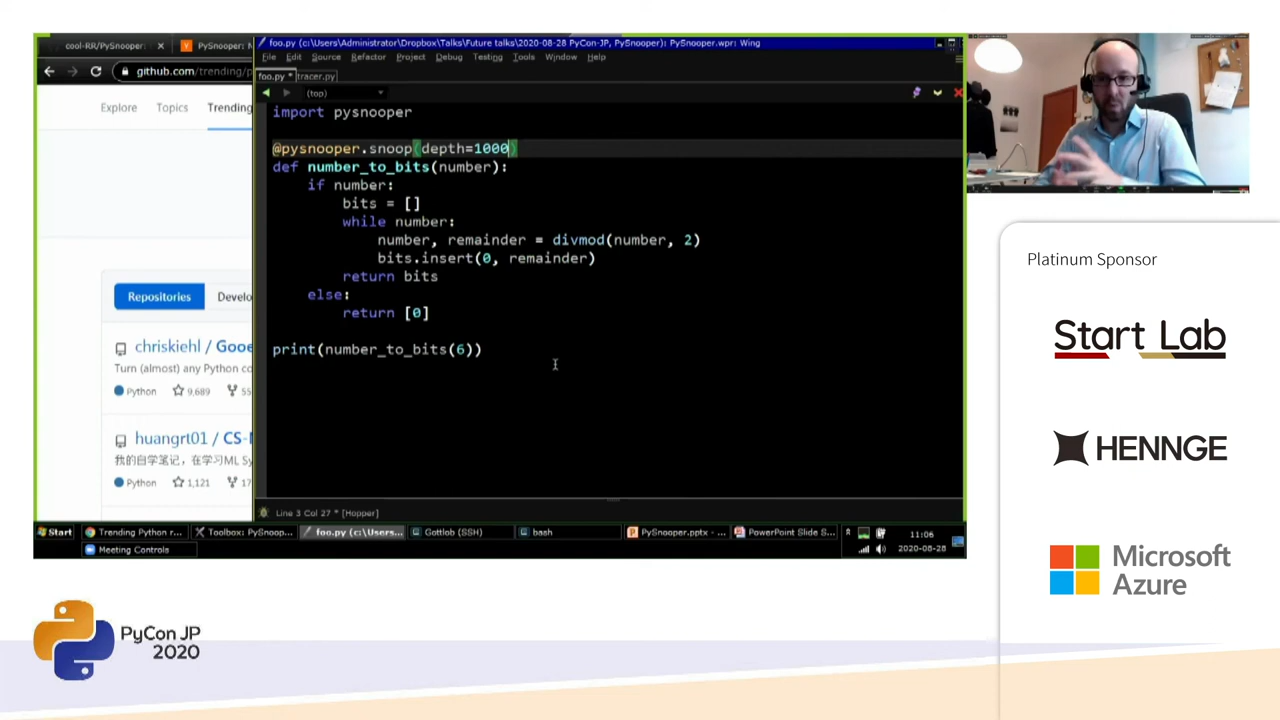 cool-RR/PySnooper:
PySnooper:
foo.py (c:\Users\Administrator\Dropbox\Talks\Future talks\2020-08-28 PyCon-JP, PySnooper): PySnooper.wpr: Wing
File Edit Source Refactor Project Debug Testing Tools Window Help
github.com/trending/p
foo.py * tracer.py
(top)
Explore Topics Trending
import pysnooper
@pysnooper.snoop(depth=1000)
def number_to_bits(number):
if number:
bits = []
while number:
number, remainder = divmod(number, 2)
bits.insert(0, remainder)
return bits
else:
return [0]
print(number_to_bits(6))
Repositories Develo
chriskiehl / Gooe
Turn (almost) any Python co
Python 9,689 55
huangrt01 / CS-N
我的自学笔记，在学习ML Sy
Python 1,121 17
Line 3 Col 27 * [Hopper]
Start Trending Python r... Toolbox: PySnoop... foo.py (c:\Users... Gottlob (SSH) bash PySnooper.pptx - ... PowerPoint Slide S... 11:06
Meeting Controls 2020-08-28
Platinum Sponsor
Start Lab
HENNGE
Microsoft
Azure
PyCon JP
2020